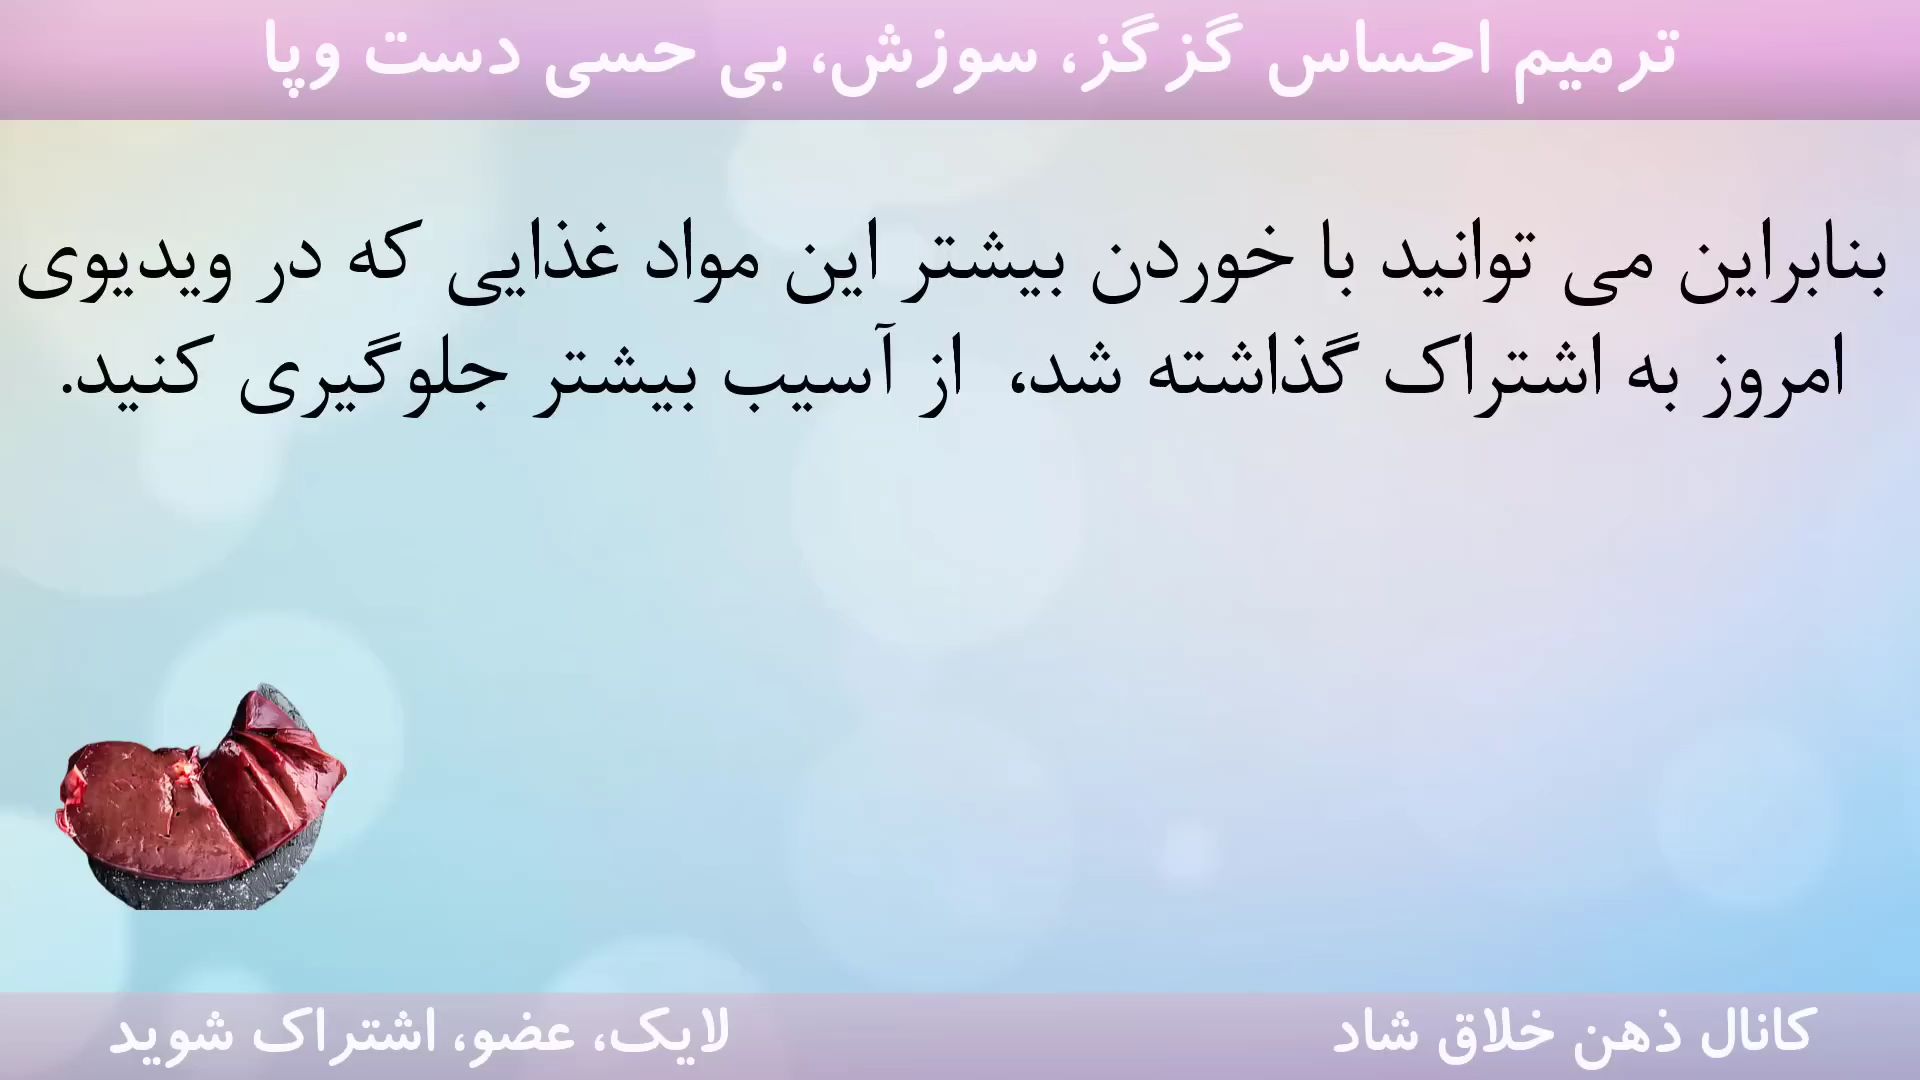 ترمیم احساس گزگز، سوزش، بی حسی دست وپا
بنابراین می توانید با خوردن بیشتر این مواد غذایی که در ویدیوی
امروز به اشتراک گذاشته شد، از آسیب بیشتر جلوگیری کنید.
کانال ذهن خلاق شاد
لایک، عضو، اشتراک شوید